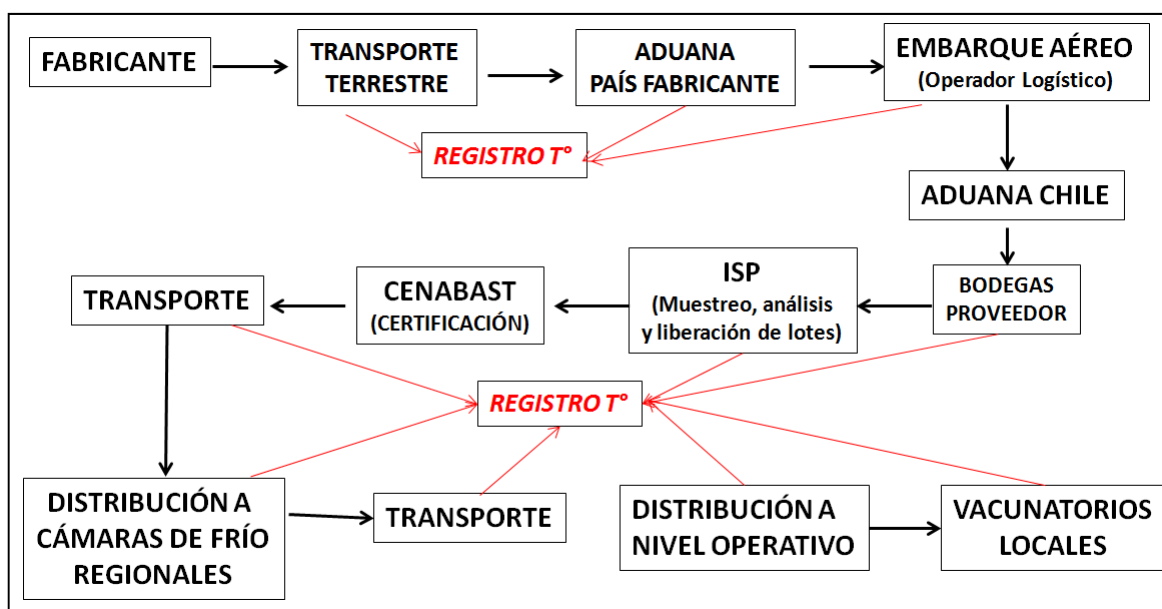 FABRICANTE
TRANSPORTE
TERRESTRE
ADUANA
PAÍS FABRICANTE
EMBARQUE AÉREO
(Operador Logístico)
REGISTRO T°
ADUANA CHILE
TRANSPORTE
CENABAST
(CERTIFICACIÓN)
ISP
(Muestreo, análisis
y liberación de lotes)
BODEGAS
PROVEEDOR
REGISTRO T°
DISTRIBUCIÓN A
CÁMARAS DE FRÍO
REGIONALES
TRANSPORTE
DISTRIBUCIÓN A
NIVEL OPERATIVO
VACUNATORIOS
LOCALES